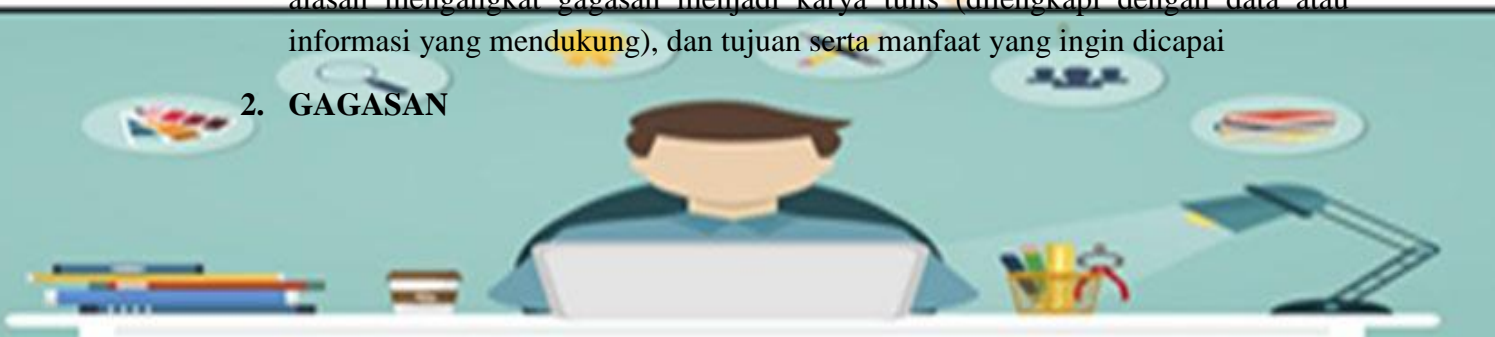 alasan mengangkat gagasan menjadi karya tulis (dilengkapi dengan data atau
informasi yang mendukung), dan tujuan serta manfaat yang ingin dicapai
2. GAGASAN